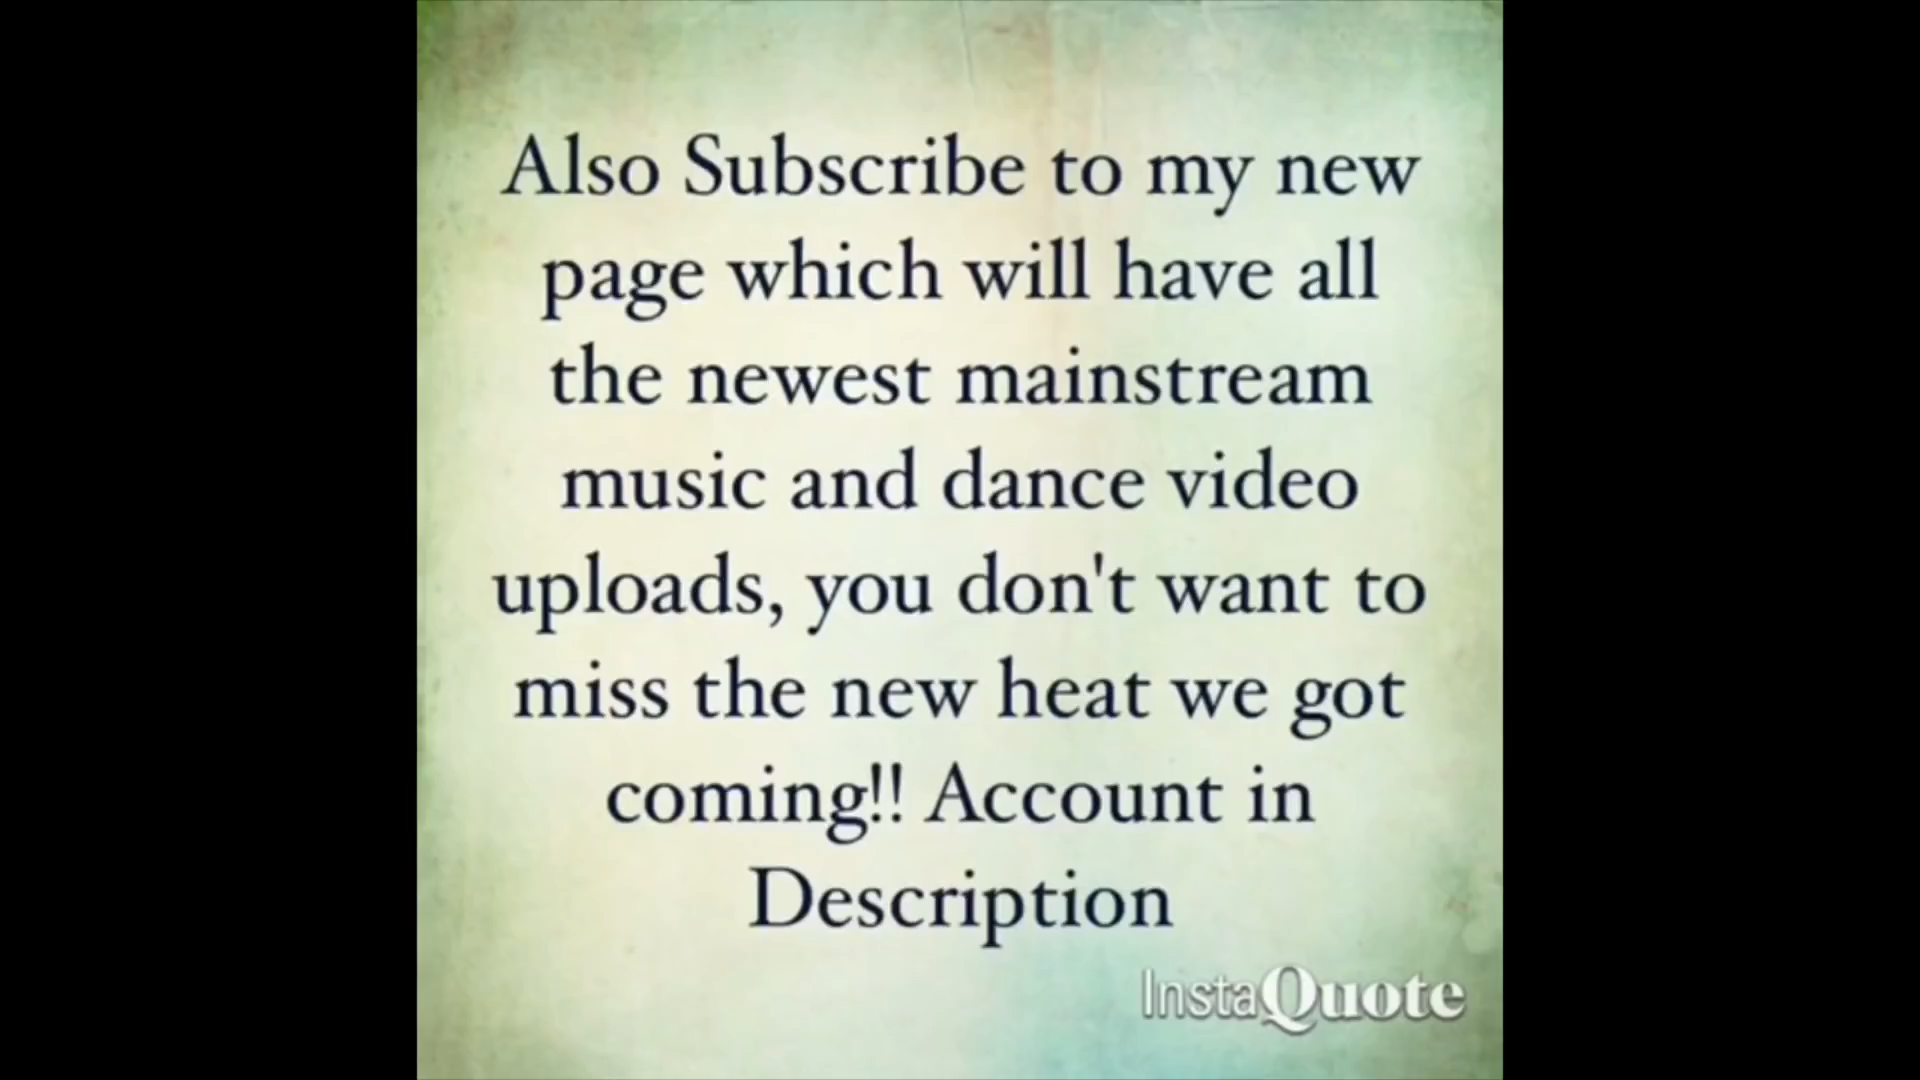 Also Subscribe to my new
page which will have all
the newest mainstream
music and dance video
uploads, you don't want to
miss the new heat we got
coming!! Account in
Description
InstaQuote